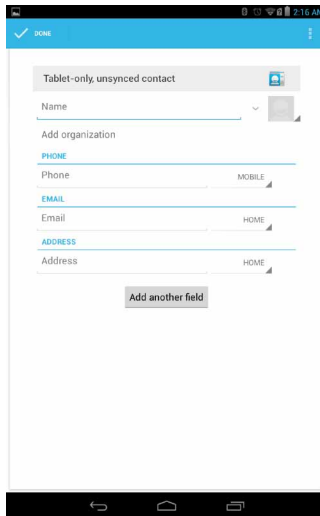 2:16 AM
DONE
Tablet-only, unsynced contact
Name
Add organization
PHONE
Phone MOBILE
EMAIL
Email HOME
ADDRESS
Address HOME
Add another field